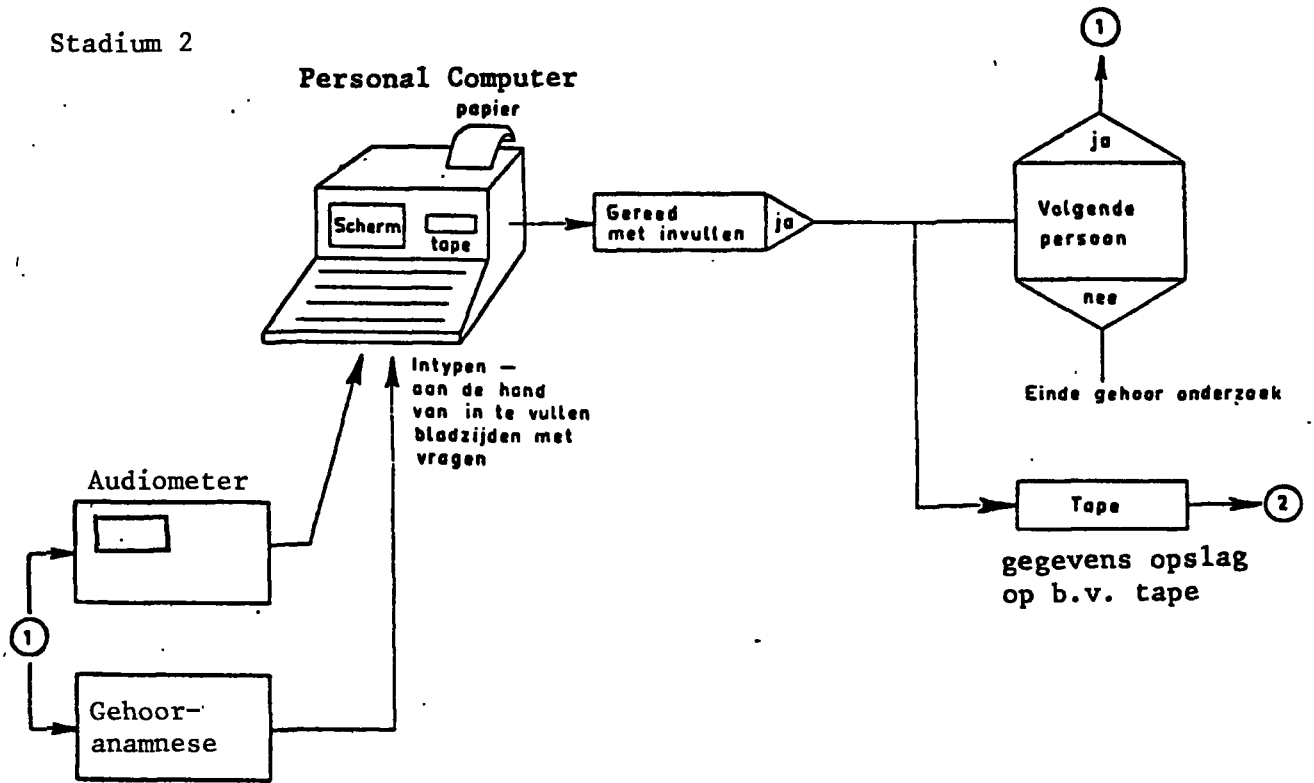 Stadium 2
Personal Computer
papier
Scherm
tape
Gereed
met invullen
ja
1
ja
Volgende
persoon
nee
Einde gehoor onderzoek
Intypen —
aan de hand
van in te vullen
bladzijden met
vragen
Audiometer
1
Gehoor-
anamnese
Tape
2
gegevens opslag
op b.v. tape